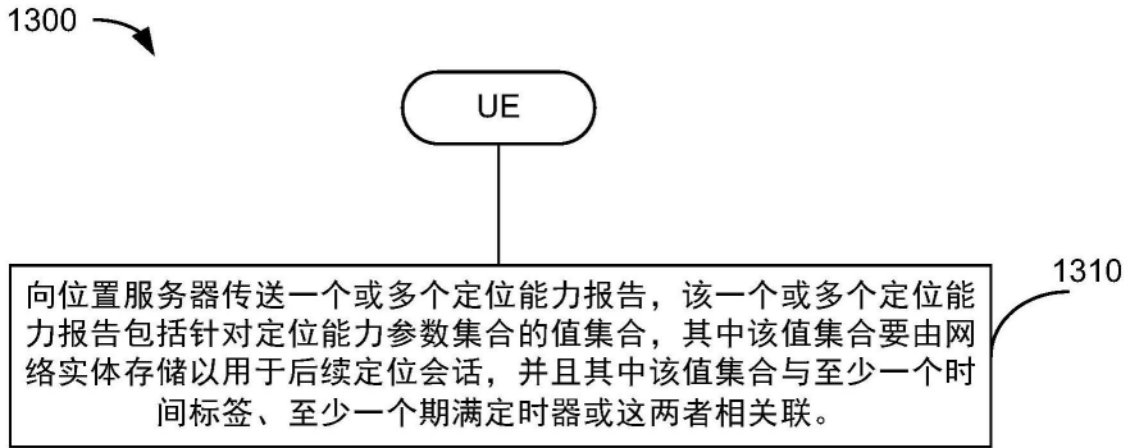 1300
UE
向位置服务器传送一个或多个定位能力报告，该一个或多个定位能
力报告包括针对定位能力参数集合的值集合，其中该值集合要由网
络实体存储以用于后续定位会话，并且其中该值集合与至少一个时
间标签、至少一个期满定时器或这两者相关联。
1310